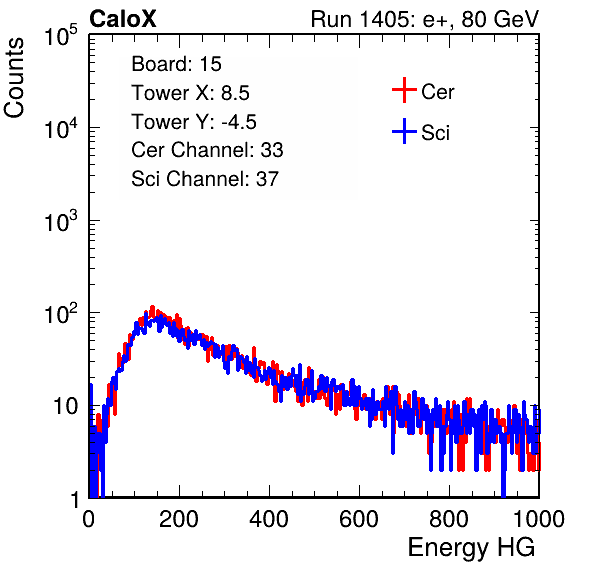 CaloX Run 1405: e+, 80 GeV
Counts
Board: 15
Tower X: 8.5
Tower Y: -4.5
Cer Channel: 33
Sci Channel: 37
Cer
Sci
10^5
10^4
10^3
10^2
10
1
0 200 400 600 800 1000
Energy HG